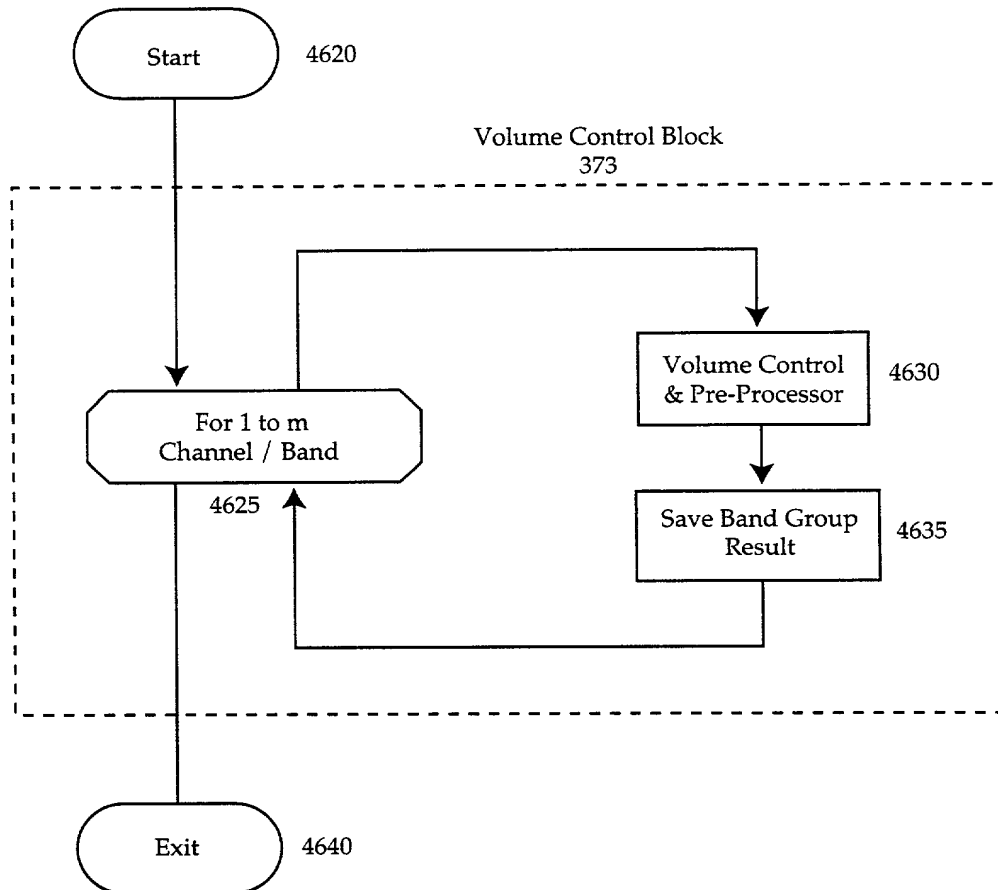 Start
4620
Volume Control Block
373
For 1 to m
Channel / Band
4625
Volume Control
& Pre-Processor
4630
Save Band Group
Result
4635
Exit
4640